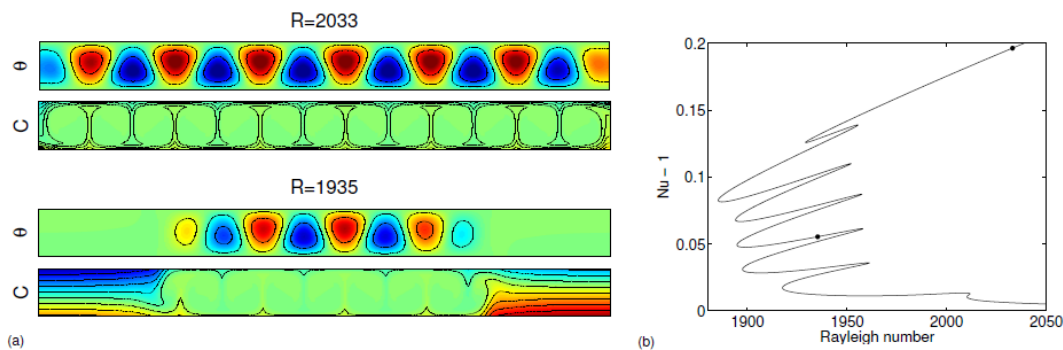 R=2033
θ
C
R=1935
θ
C
(a)
0.2
0.15
0.1
0.05
0
Nu − 1
1900
1950
2000
2050
Rayleigh number
(b)